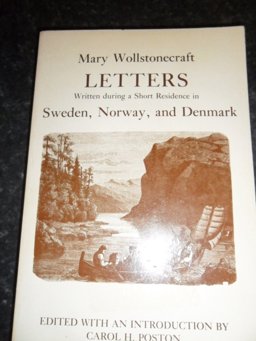 Mary Wollstonecraft
LETTERS
Written during a Short Residence in
Sweden, Norway, and Denmark
EDITED WITH AN INTRODUCTION BY
CAROL H. POSTON